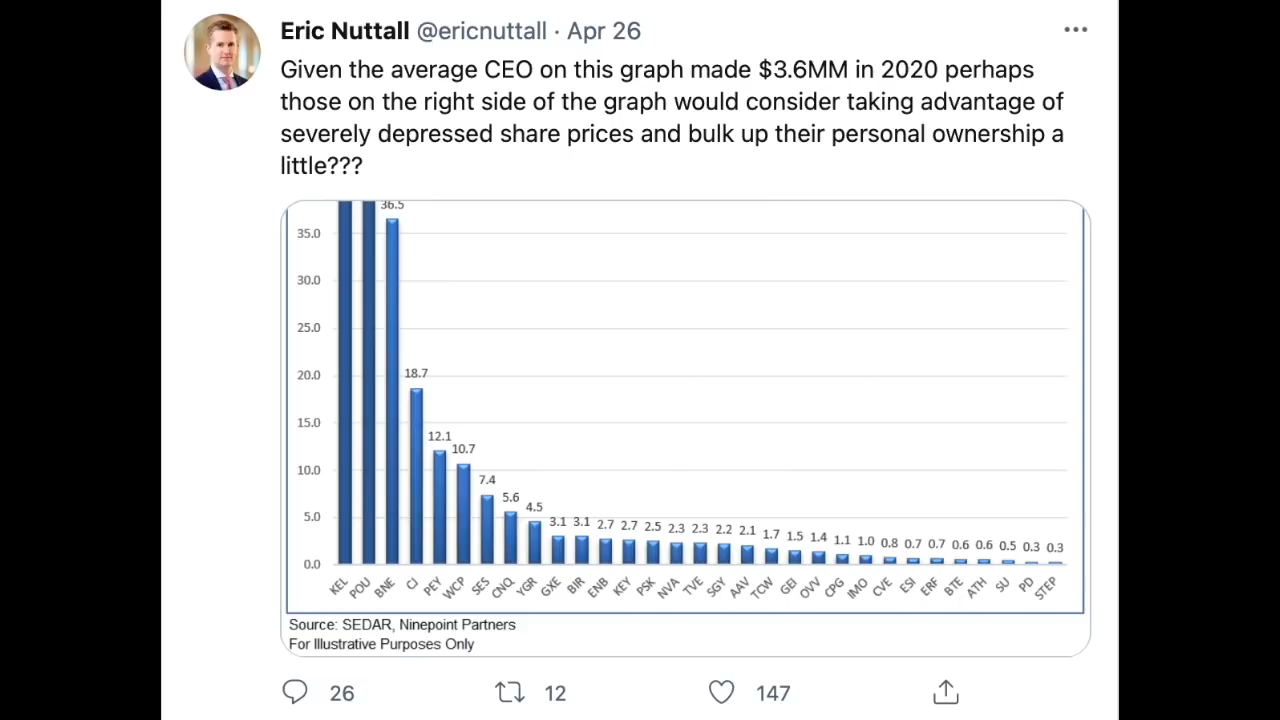 Eric Nuttall @ericnuttall · Apr 26
Given the average CEO on this graph made $3.6MM in 2020 perhaps
those on the right side of the graph would consider taking advantage of
severely depressed share prices and bulk up their personal ownership a
little???
36.5
35.0
30.0
25.0
20.0
18.7
15.0
12.1
10.7
10.0
7.4
5.6
4.5
5.0
3.1 3.1 2.7 2.7 2.5 2.3 2.3 2.2 2.1 1.7 1.5 1.4 1.1 1.0 0.8 0.7 0.7 0.6 0.6 0.5 0.3 0.3
0.0
KEL POU BNE CJ PEY WCP SES CNQ YGR GXE BIR ENB KEY PSK NVA TVE SGY AAV TCW GEI OVV CPG IMO CVE ESI ERF BTE ATH SU PD STEP
Source: SEDAR, Ninepoint Partners
For Illustrative Purposes Only
26 12 147